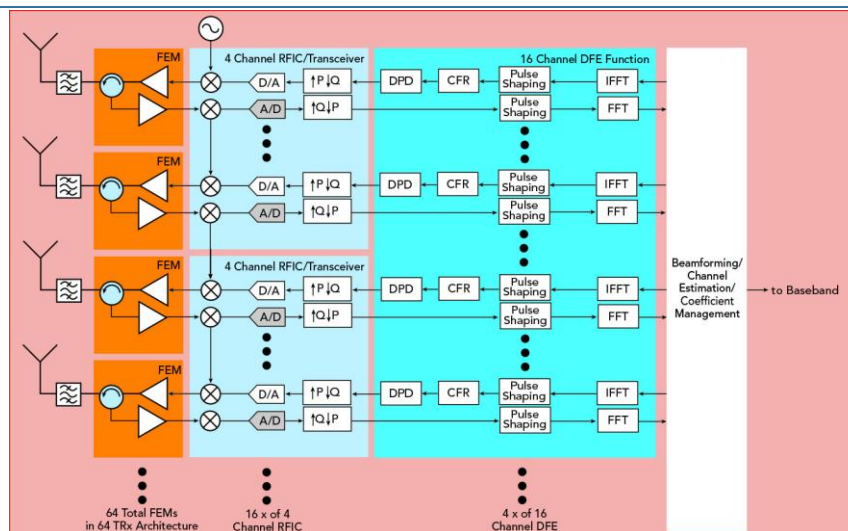 FEM
4 Channel RFIC/Transceiver
16 Channel DFE Function
D/A
↑P↓Q
DPD
CFR
Pulse
Shaping
IFFT
A/D
↑Q↓P
Pulse
Shaping
FFT
FEM
D/A
↑P↓Q
DPD
CFR
Pulse
Shaping
IFFT
A/D
↑Q↓P
Pulse
Shaping
FFT
FEM
4 Channel RFIC/Transceiver
D/A
↑P↓Q
DPD
CFR
Pulse
Shaping
IFFT
A/D
↑Q↓P
Pulse
Shaping
FFT
FEM
D/A
↑P↓Q
DPD
CFR
Pulse
Shaping
IFFT
A/D
↑Q↓P
Pulse
Shaping
FFT
Beamforming/
Channel
Estimation/
Coefficient
Management
to Baseband
64 Total FEMs
in 64 TRx Architecture
16 x of 4
Channel RFIC
4 x of 16
Channel DFE